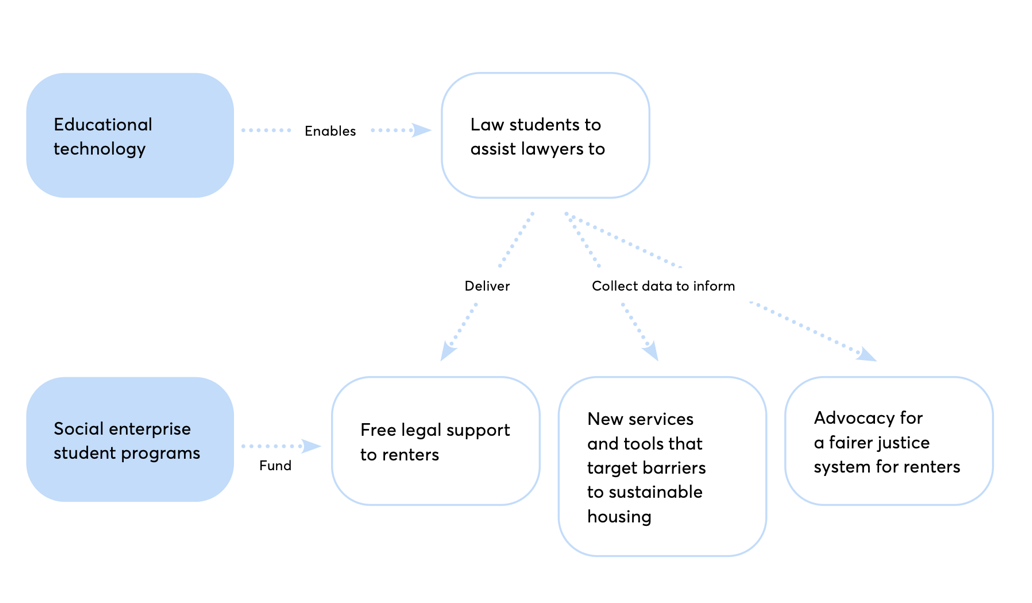 Educational
technology
Enables
Law students to
assist lawyers to
Deliver
Collect data to inform
Social enterprise
student programs
Fund
Free legal support
to renters
New services
and tools that
target barriers
to sustainable
housing
Advocacy for
a fairer justice
system for renters